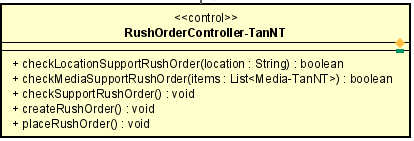 <<control>>
RushOrderController-TanNT
+ checkLocationSupportRushOrder(location : String) : boolean
+ checkMediaSupportRushOrder(items : List<Media-TanNT>) : boolean
+ checkSupportRushOrder() : void
+ createRushOrder() : void
+ placeRushOrder() : void